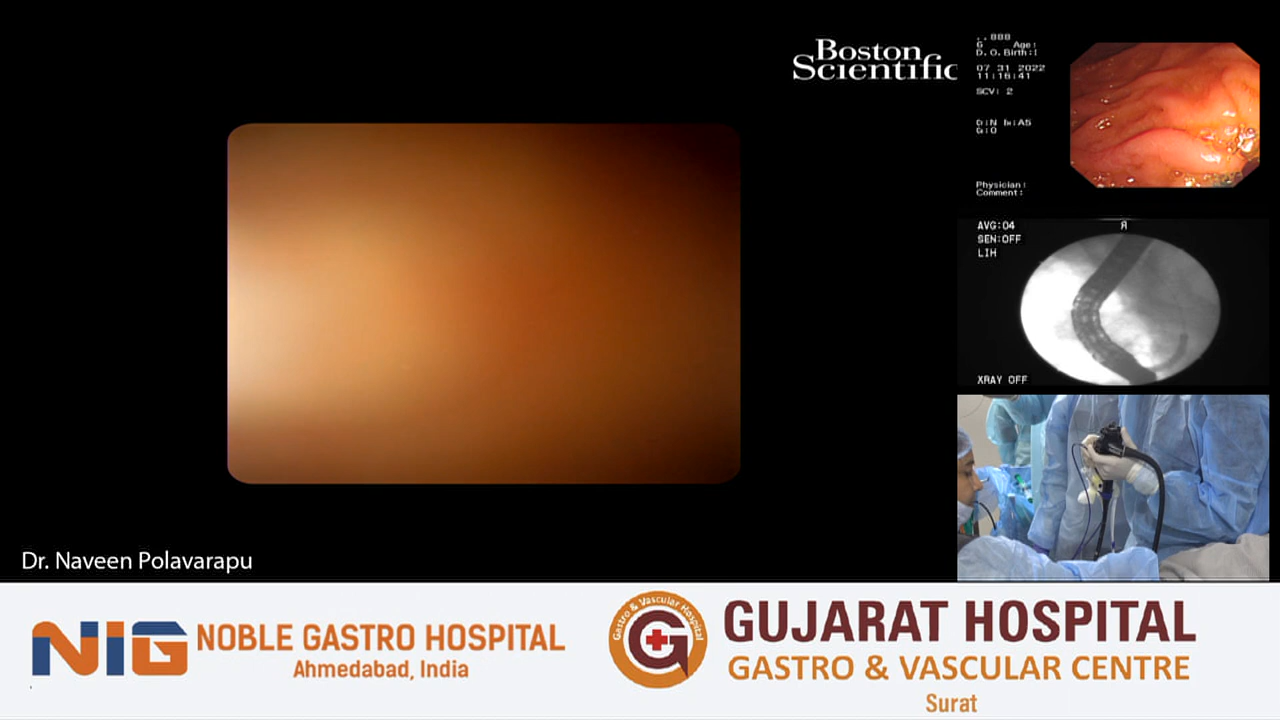 Boston
Scientific
..888
G Age:
D.O.Birth:
07 31 2022
11:16:41
SCV: 2
G:0
Physician:
Comment:
AVG:04
SEN:OFF
LIH
XRAY OFF
Dr. Naveen Polavarapu
NIG
NOBLE GASTRO HOSPITAL
Ahmedabad, India
Gastro & Vascular Hospital
G
GUJARAT HOSPITAL
GASTRO & VASCULAR CENTRE
Surat